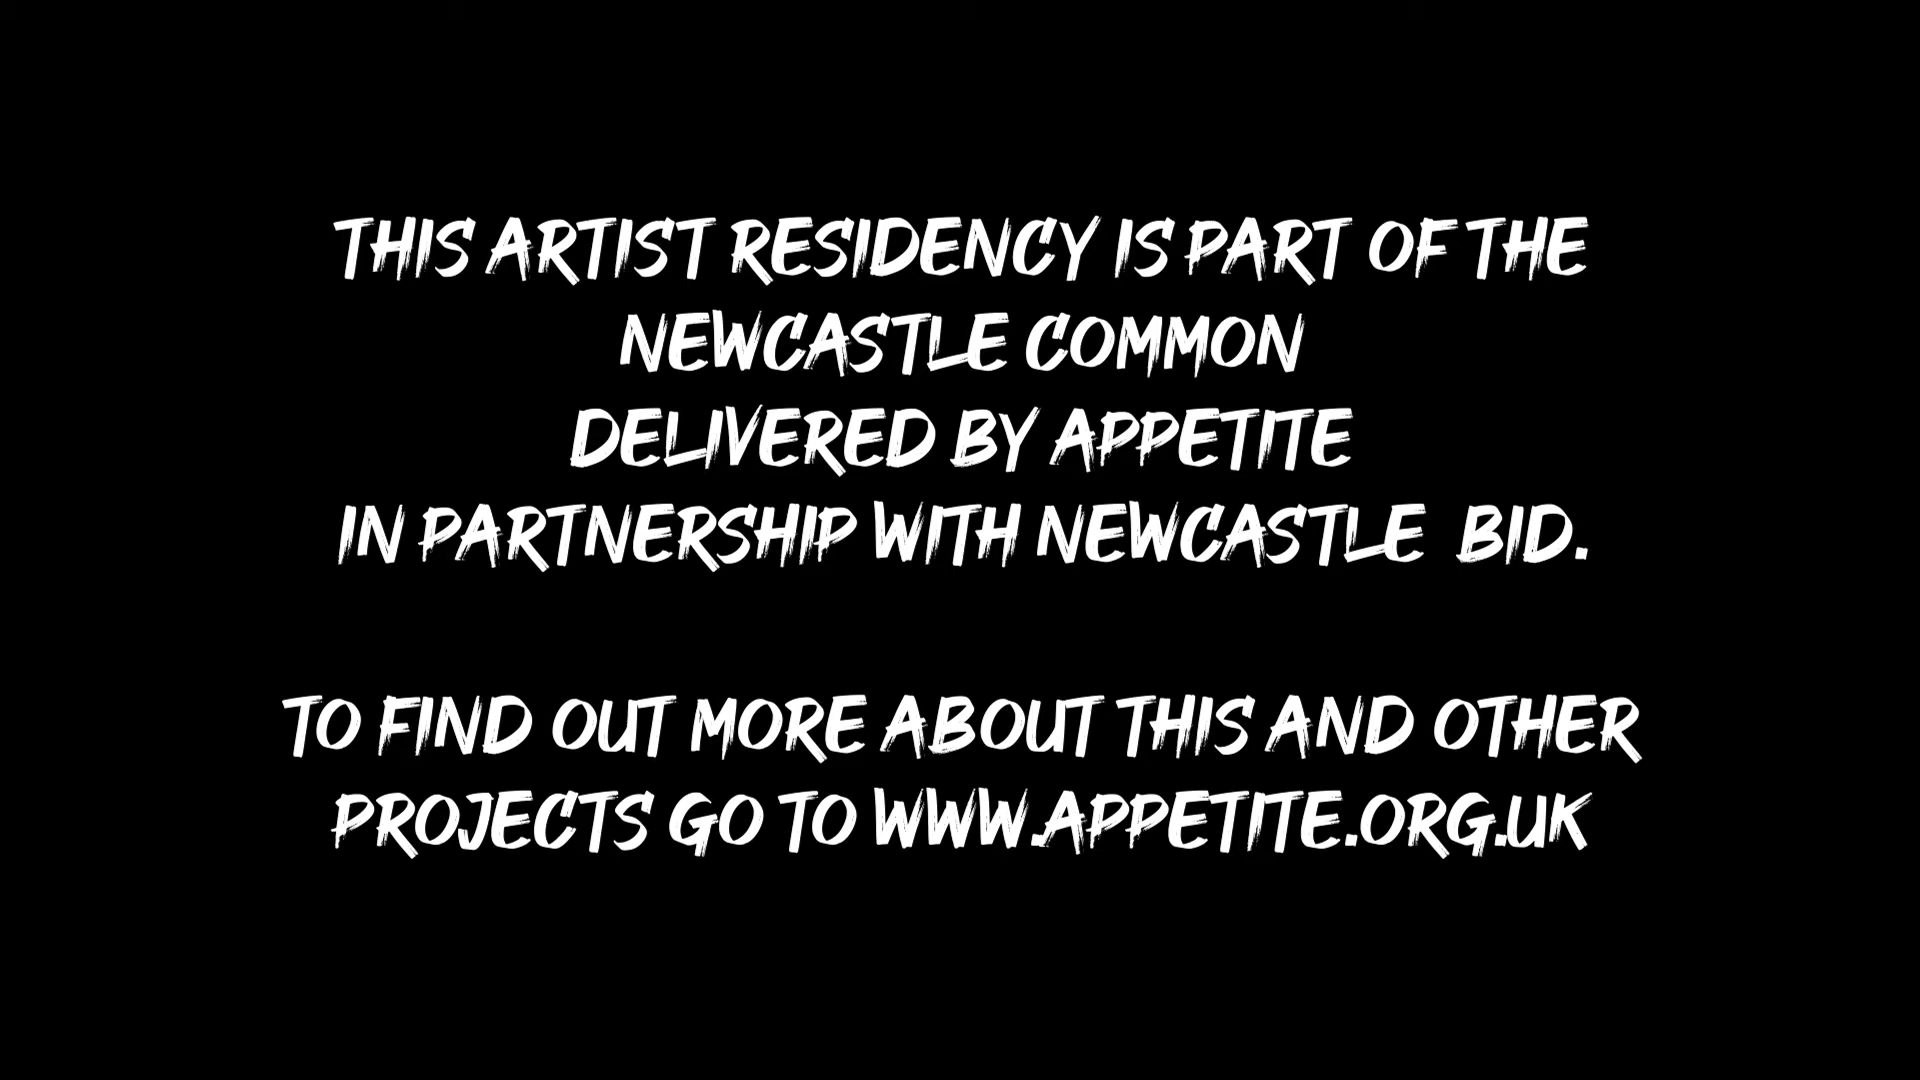 THIS ARTIST RESIDENCY IS PART OF THE
NEWCASTLE COMMON
DELIVERED BY APPETITE
IN PARTNERSHIP WITH NEWCASTLE BID.
TO FIND OUT MORE ABOUT THIS AND OTHER
PROJECTS GO TO WWW.APPETITE.ORG.UK